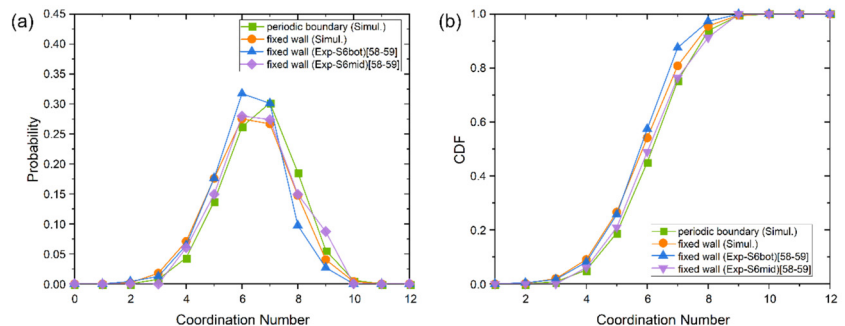 (a)
periodic boundary (Simul.)
fixed wall (Simul.)
fixed wall (Exp-S6bot)[58-59]
fixed wall (Exp-S6mid)[58-59]
0.45
0.40
0.35
0.30
0.25
0.20
0.15
0.10
0.05
0.00
Probability
0 2 4 6 8 10 12
Coordination Number
(b)
1.0
0.8
0.6
0.4
0.2
0.0
CDF
periodic boundary (Simul.)
fixed wall (Simul.)
fixed wall (Exp-S6bot)[58-59]
fixed wall (Exp-S6mid)[58-59]
2 4 6 8 10 12
Coordination Number